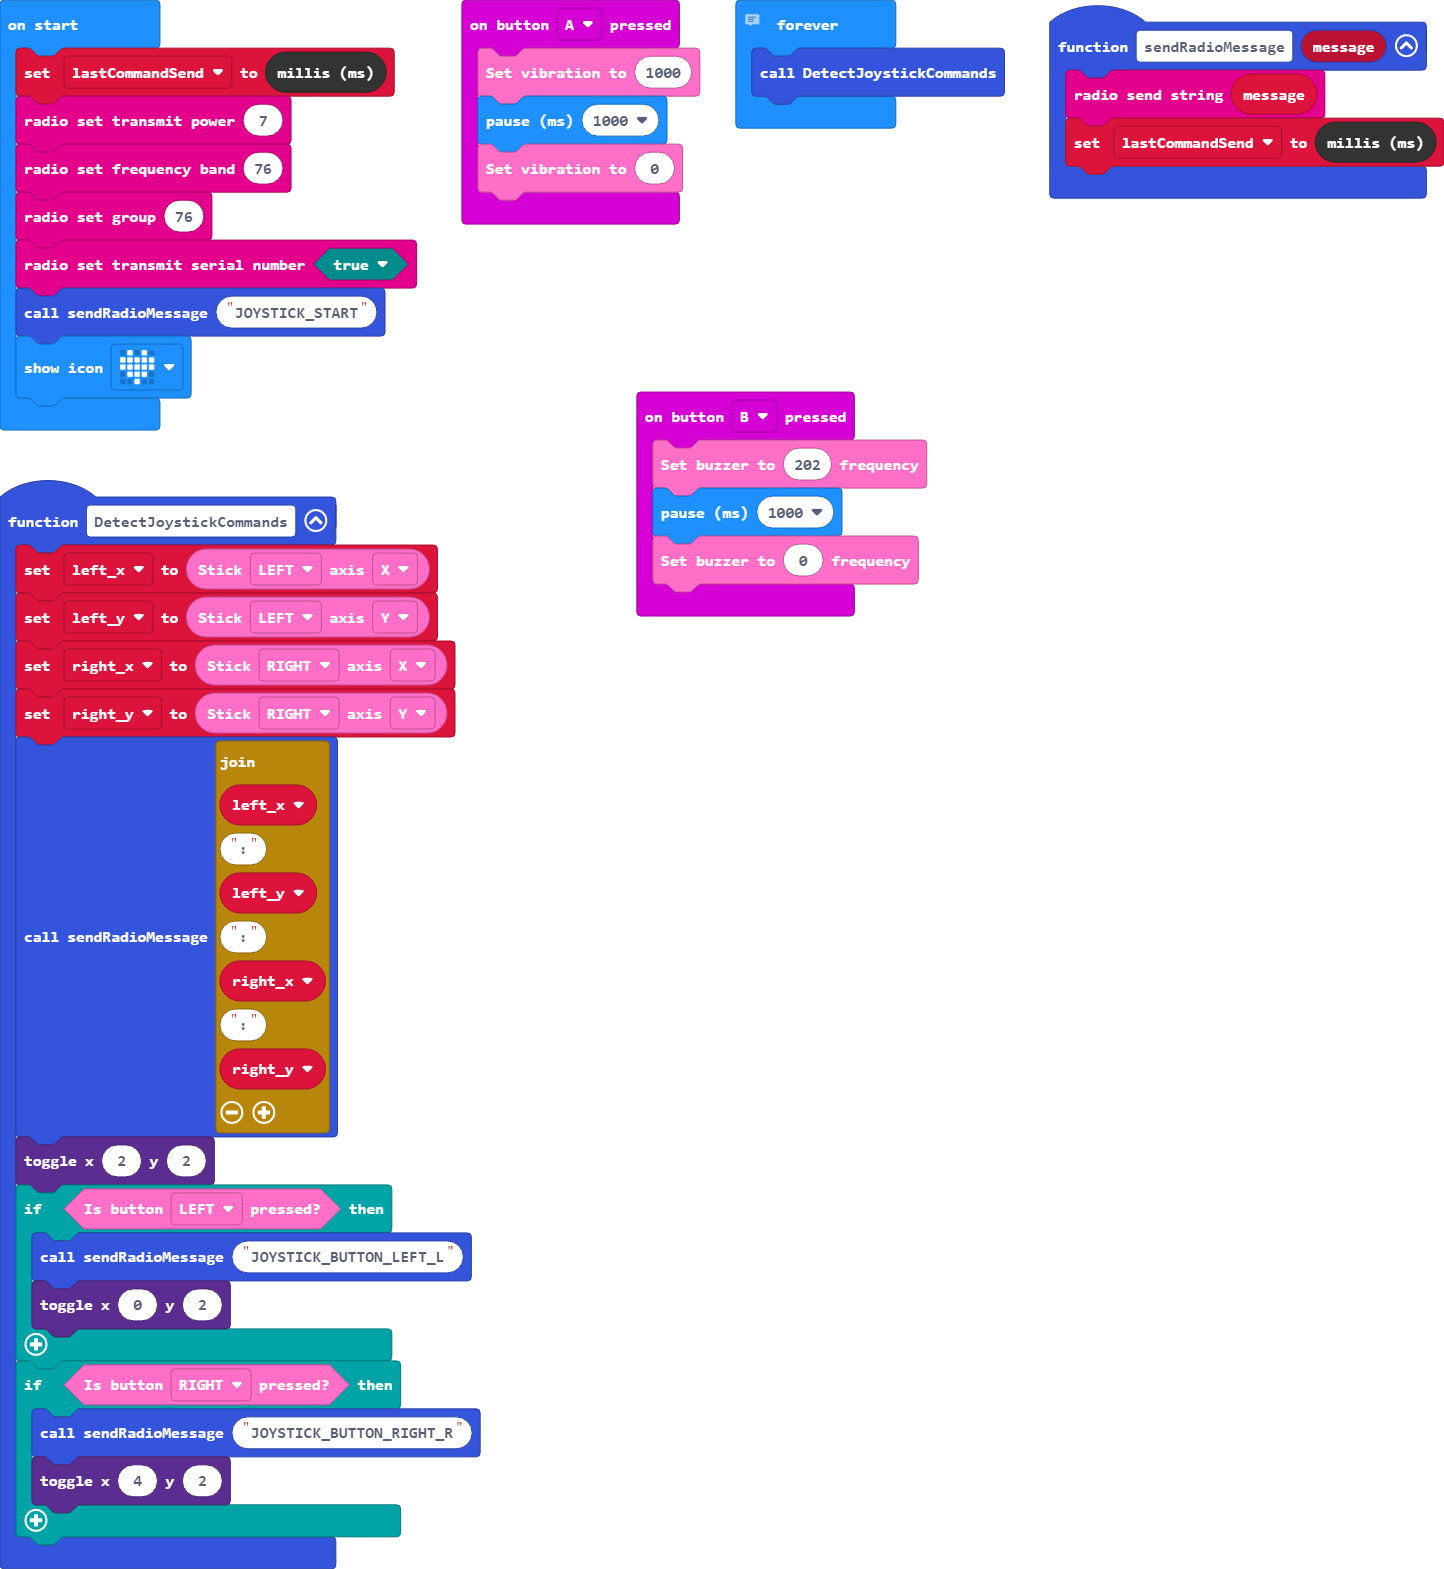 on start
set lastCommandSend to millis (ms)
radio set transmit power 7
radio set frequency band 76
radio set group 76
radio set transmit serial number true
call sendRadioMessage "JOYSTICK_START"
show icon
on button A pressed
Set vibration to 1000
pause (ms) 1000
Set vibration to 0
forever
call DetectJoystickCommands
function sendRadioMessage message
radio send string message
set lastCommandSend to millis (ms)
on button B pressed
Set buzzer to 202 frequency
pause (ms) 1000
Set buzzer to 0 frequency
function DetectJoystickCommands
set left_x to Stick LEFT axis X
set left_y to Stick LEFT axis Y
set right_x to Stick RIGHT axis X
set right_y to Stick RIGHT axis Y
call sendRadioMessage
join
left_x
":"
left_y
":"
right_x
":"
right_y
toggle x 2 y 2
if Is button LEFT pressed? then
call sendRadioMessage "JOYSTICK_BUTTON_LEFT_L"
toggle x 0 y 2
if Is button RIGHT pressed? then
call sendRadioMessage "JOYSTICK_BUTTON_RIGHT_R"
toggle x 4 y 2